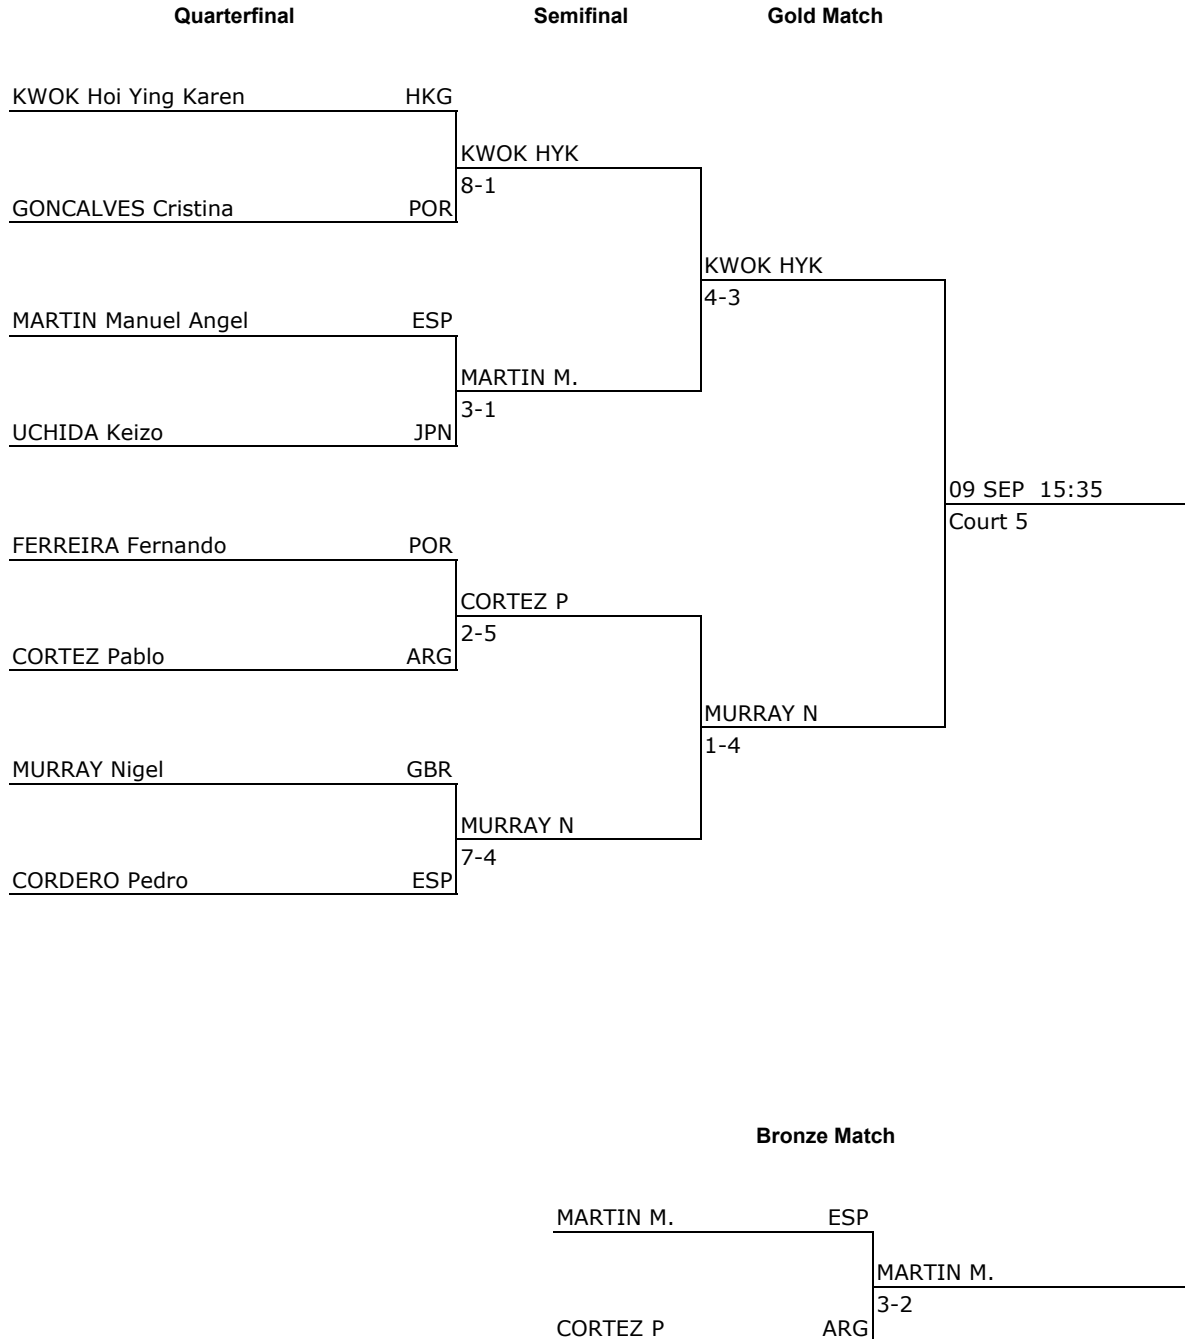 Quarterfinal Semifinal Gold Match
KWOK Hoi Ying Karen HKG
KWOK HYK
8-1
GONCALVES Cristina POR
KWOK HYK
4-3
MARTIN Manuel Angel ESP
MARTIN M.
3-1
UCHIDA Keizo JPN
09 SEP 15:35
Court 5
FERREIRA Fernando POR
CORTEZ P
2-5
CORTEZ Pablo ARG
MURRAY N
1-4
MURRAY Nigel GBR
MURRAY N
7-4
CORDERO Pedro ESP
Bronze Match
MARTIN M. ESP
MARTIN M.
3-2
CORTEZ P ARG